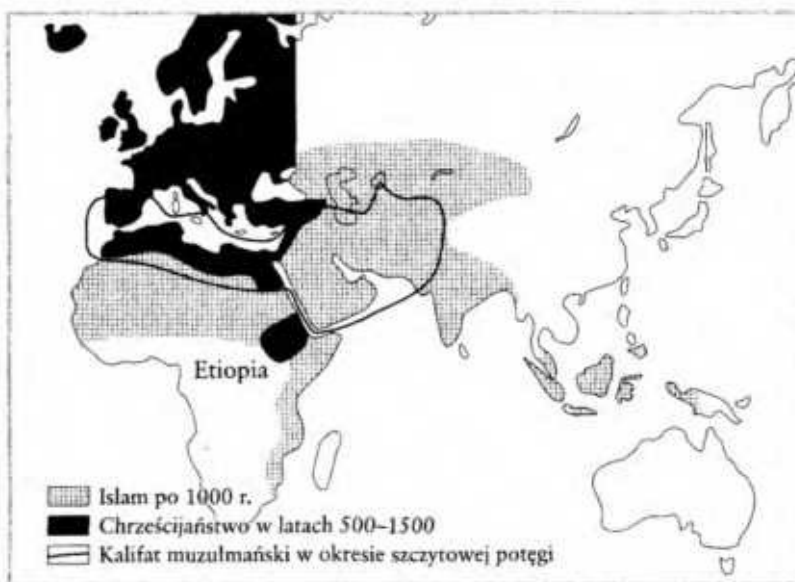 Etiopia
Islam po 1000 r.
Chrześcijaństwo w latach 500–1500
Kalifat muzułmański w okresie szczytowej potęgi